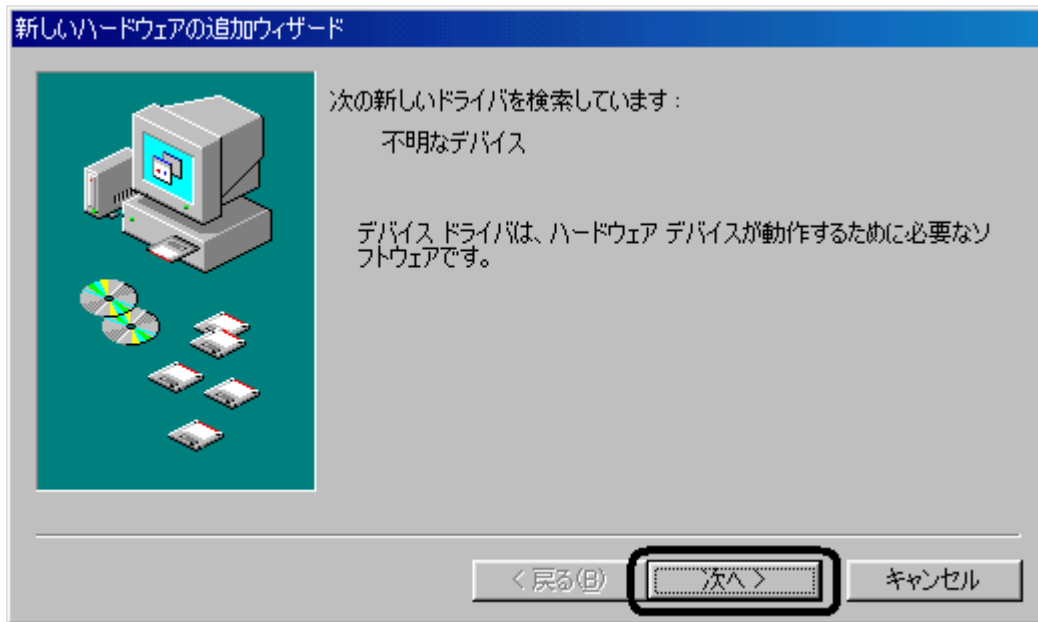 新しいハードウェアの追加ウィザード
次の新しいドライバを検索しています：
不明なデバイス
デバイス ドライバは、ハードウェア デバイスが動作するために必要なソ
フトウェアです。
< 戻る(B)
次へ >
キャンセル